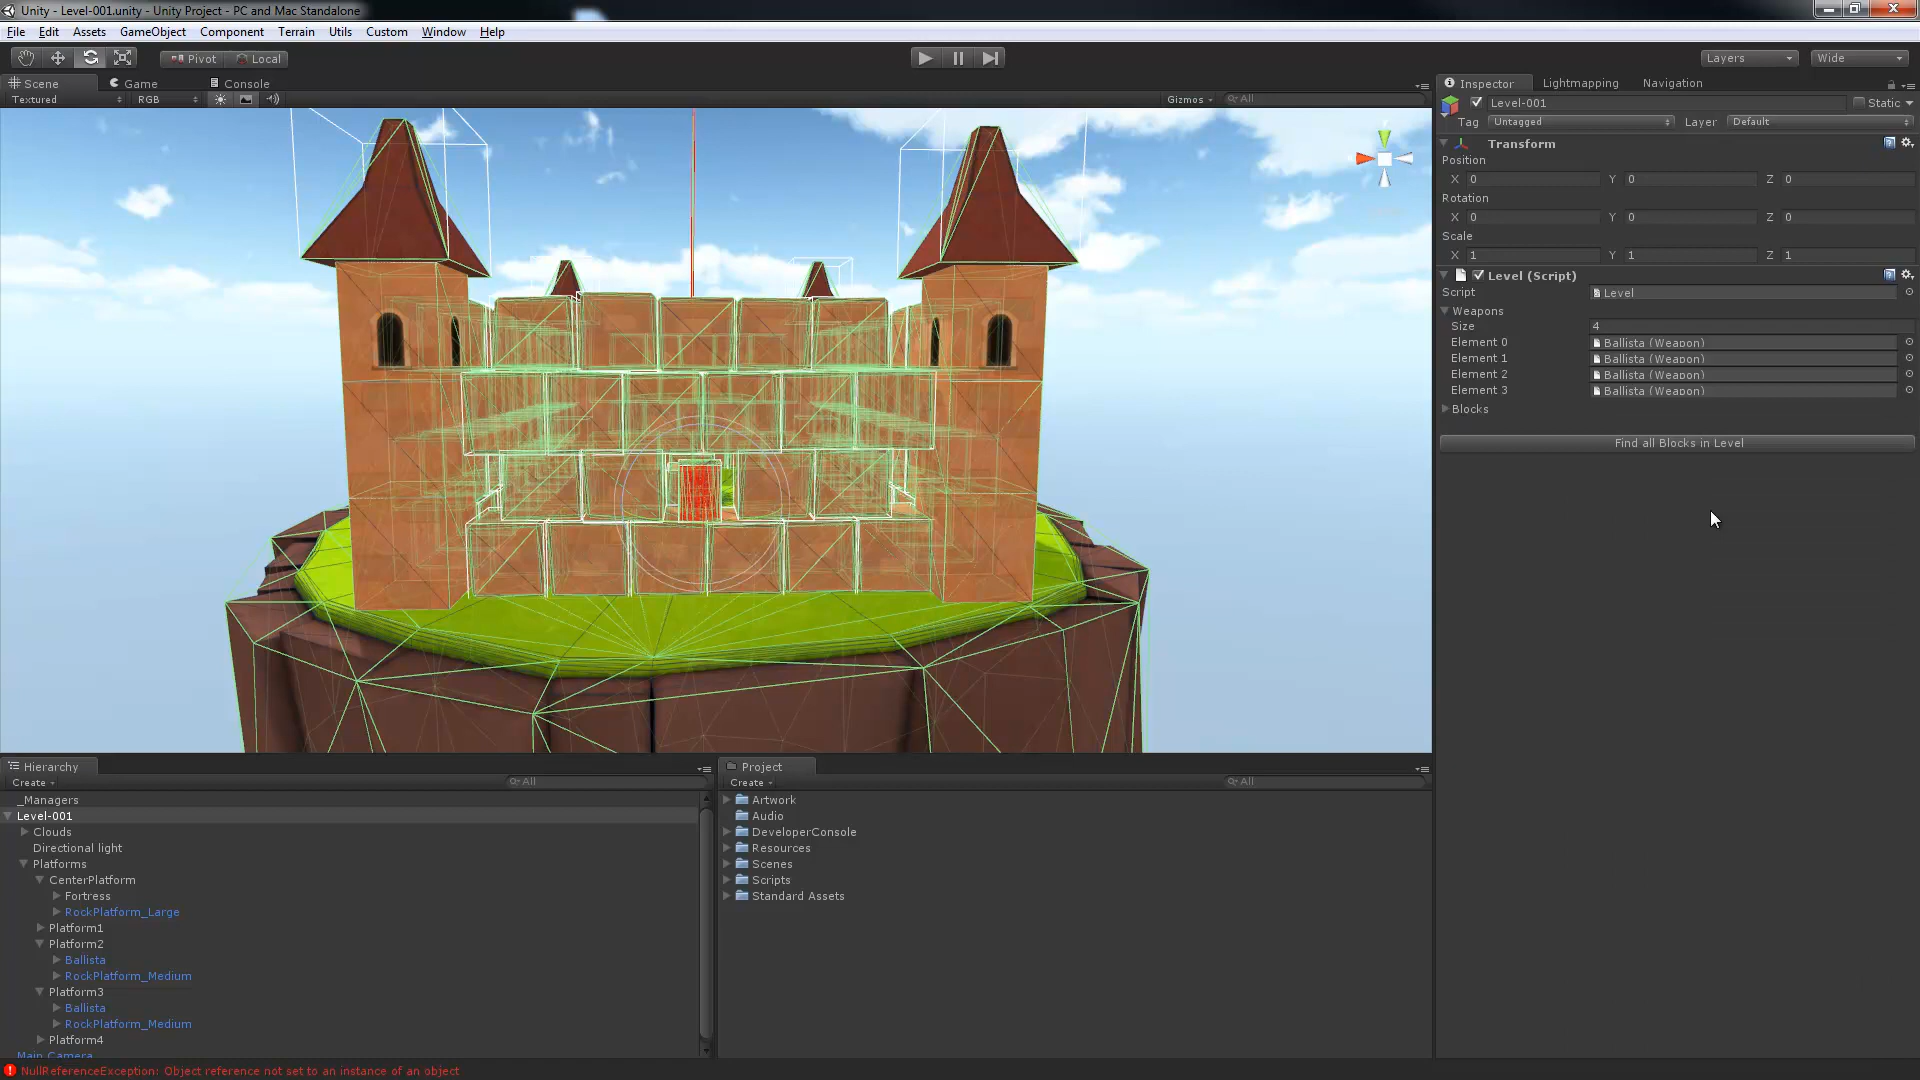 Unity - Level-001.unity - Unity Project - PC and Mac Standalone
File Edit Assets GameObject Component Terrain Utils Custom Window Help
Pivot Local Layers Wide
Scene Game Console
Textured RGB Gizmos All
Inspector Lightmapping Navigation
Level-001 Static
Tag Untagged Layer Default
Transform
Position
X 0 Y 0 Z 0
Rotation
X 0 Y 0 Z 0
Scale
X 1 Y 1 Z 1
Level (Script)
Script Level
Weapons
Size 4
Element 0 Ballista (Weapon)
Element 1 Ballista (Weapon)
Element 2 Ballista (Weapon)
Element 3 Ballista (Weapon)
Blocks
Find all Blocks in Level
Hierarchy
Create All
_Managers
Level-001
Clouds
Directional light
Platforms
CenterPlatform
Fortress
RockPlatform_Large
Platform1
Platform2
Ballista
RockPlatform_Medium
Platform3
Ballista
RockPlatform_Medium
Platform4
Main Camera
Project
Create All
Artwork
Audio
DeveloperConsole
Resources
Scenes
Scripts
Standard Assets
NullReferenceException: Object reference not set to an instance of an object